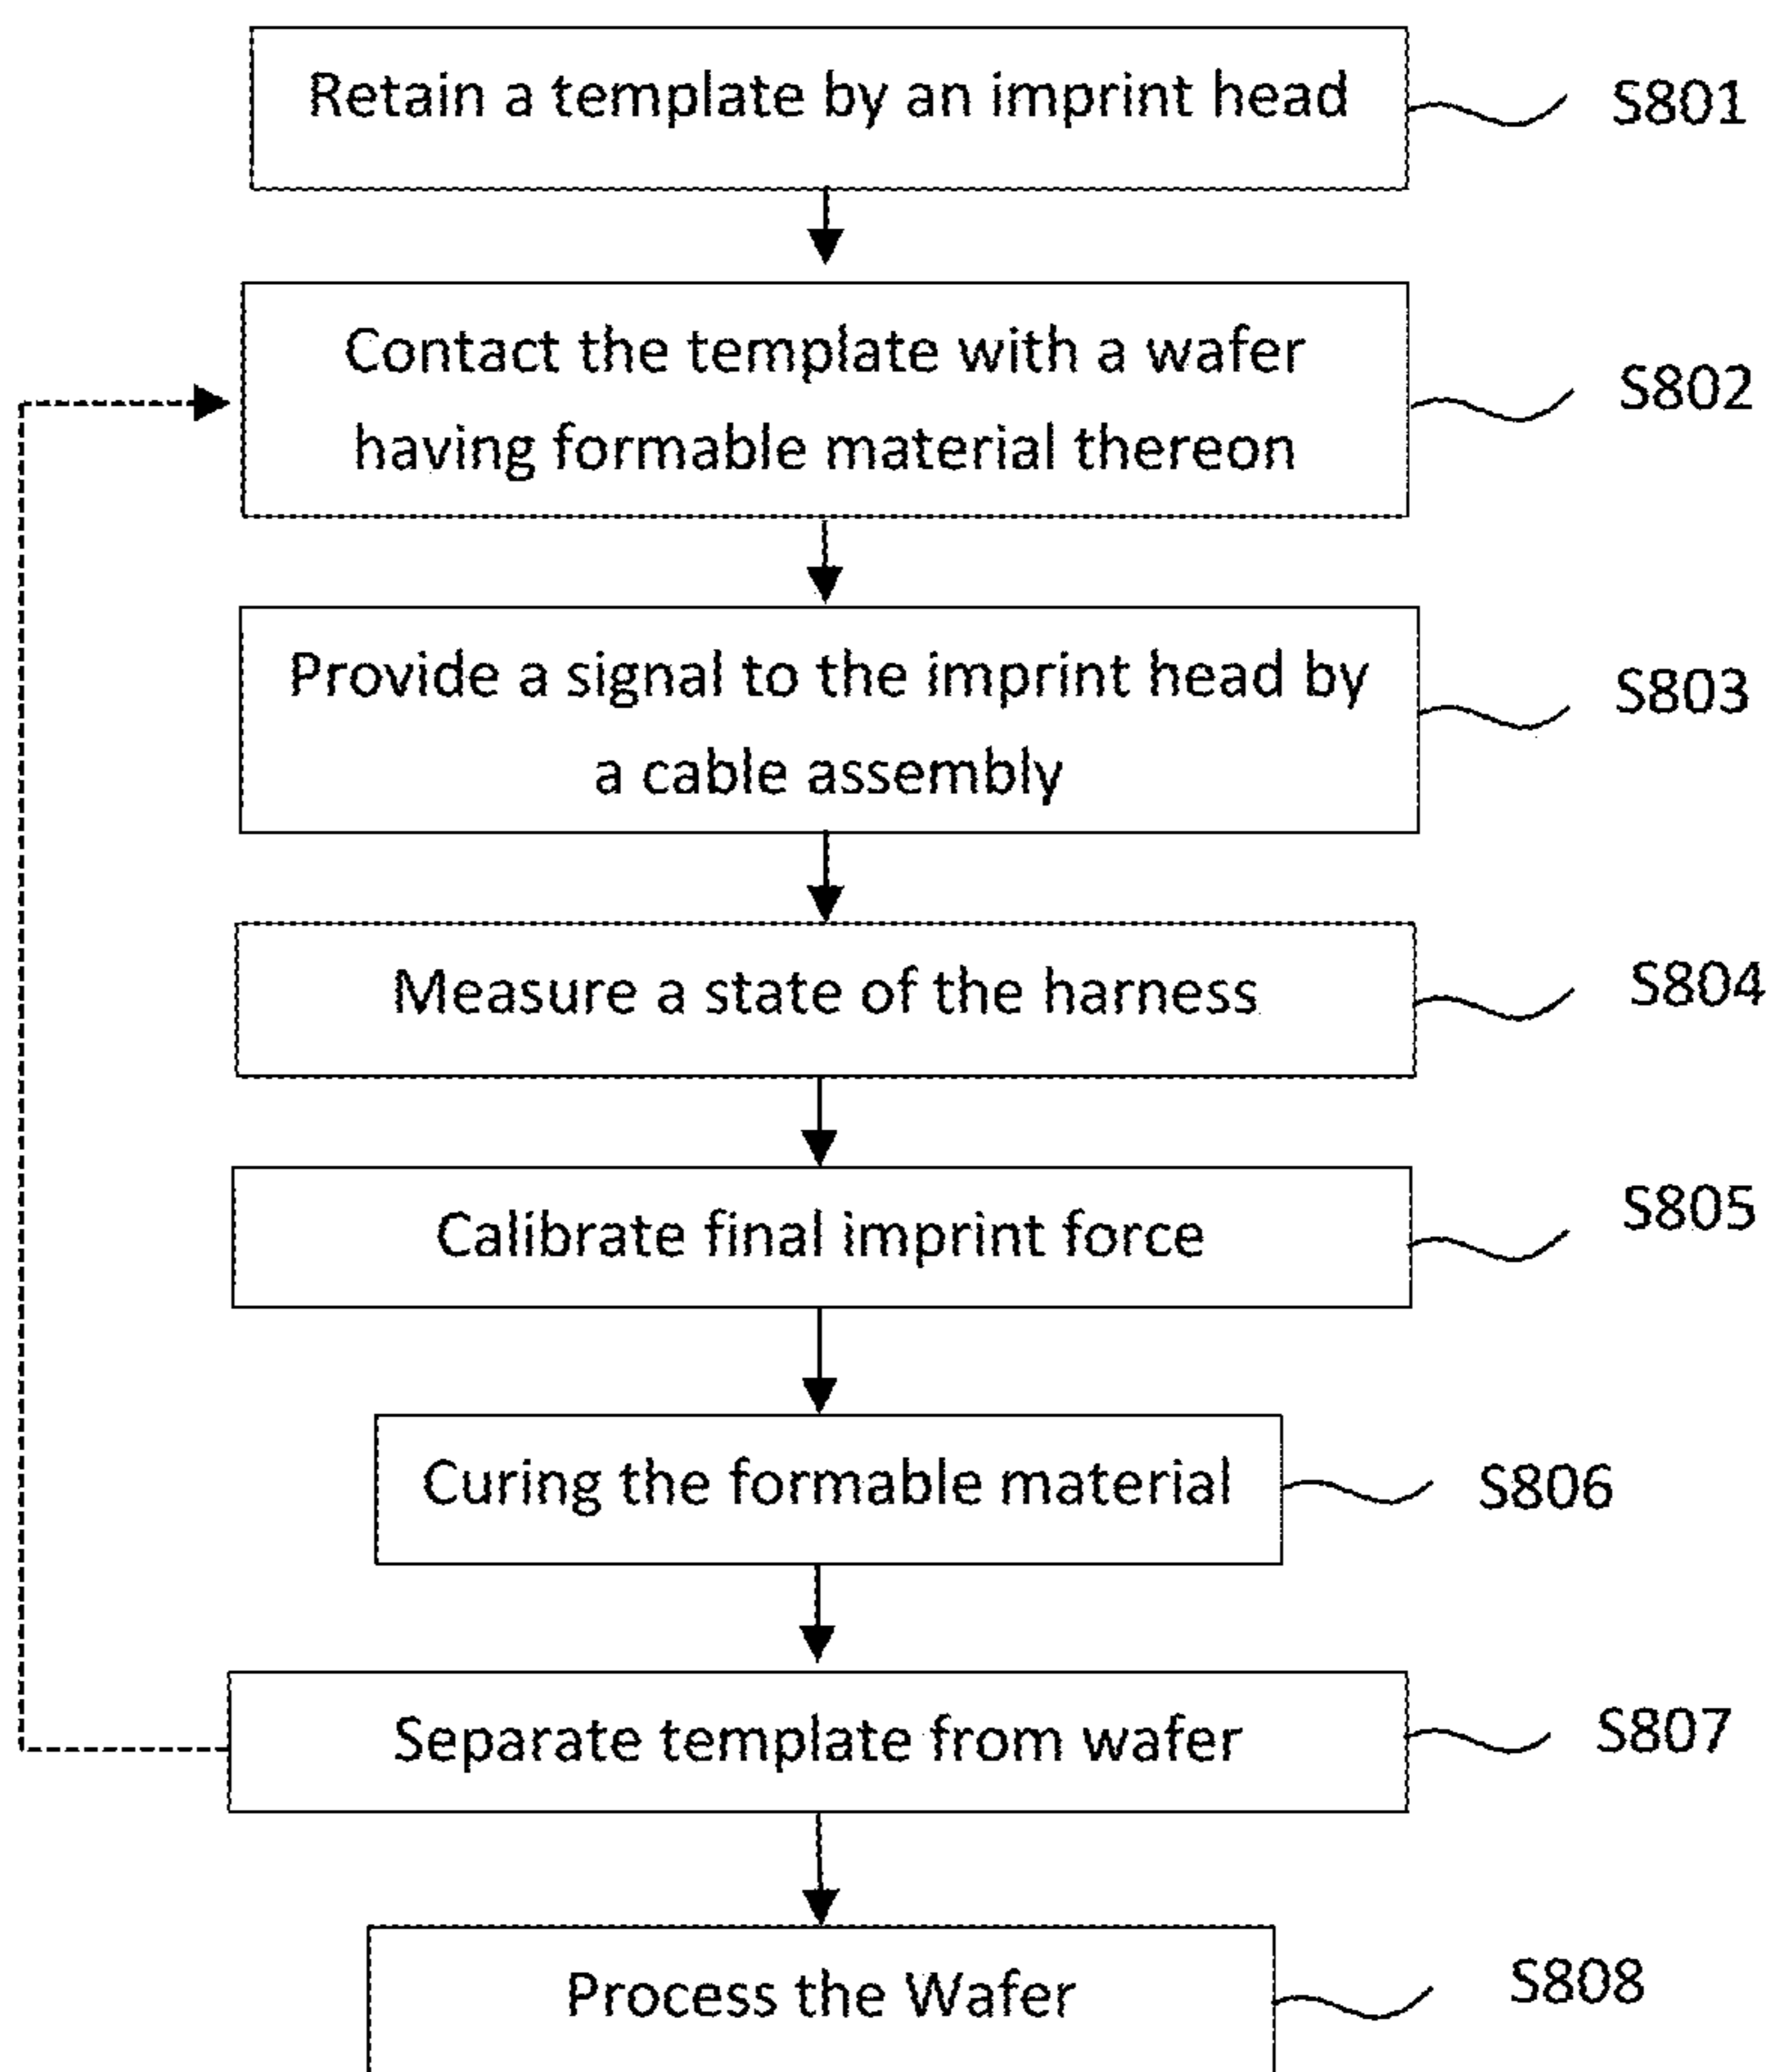 Retain a template by an imprint head
S801
Contact the template with a wafer
having formable material thereon
S802
Provide a signal to the imprint head by
a cable assembly
S803
Measure a state of the harness
S804
Calibrate final imprint force
S805
Curing the formable material
S806
Separate template from wafer
S807
Process the Wafer
S808